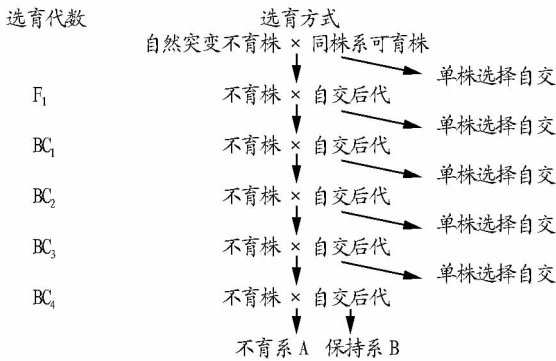 选育代数 选育方式
自然突变不育株 × 同株系可育株
单株选择自交
F₁ 不育株 × 自交后代
单株选择自交
BC₁ 不育株 × 自交后代
单株选择自交
BC₂ 不育株 × 自交后代
单株选择自交
BC₃ 不育株 × 自交后代
单株选择自交
BC₄ 不育株 × 自交后代
不育系 A 保持系 B